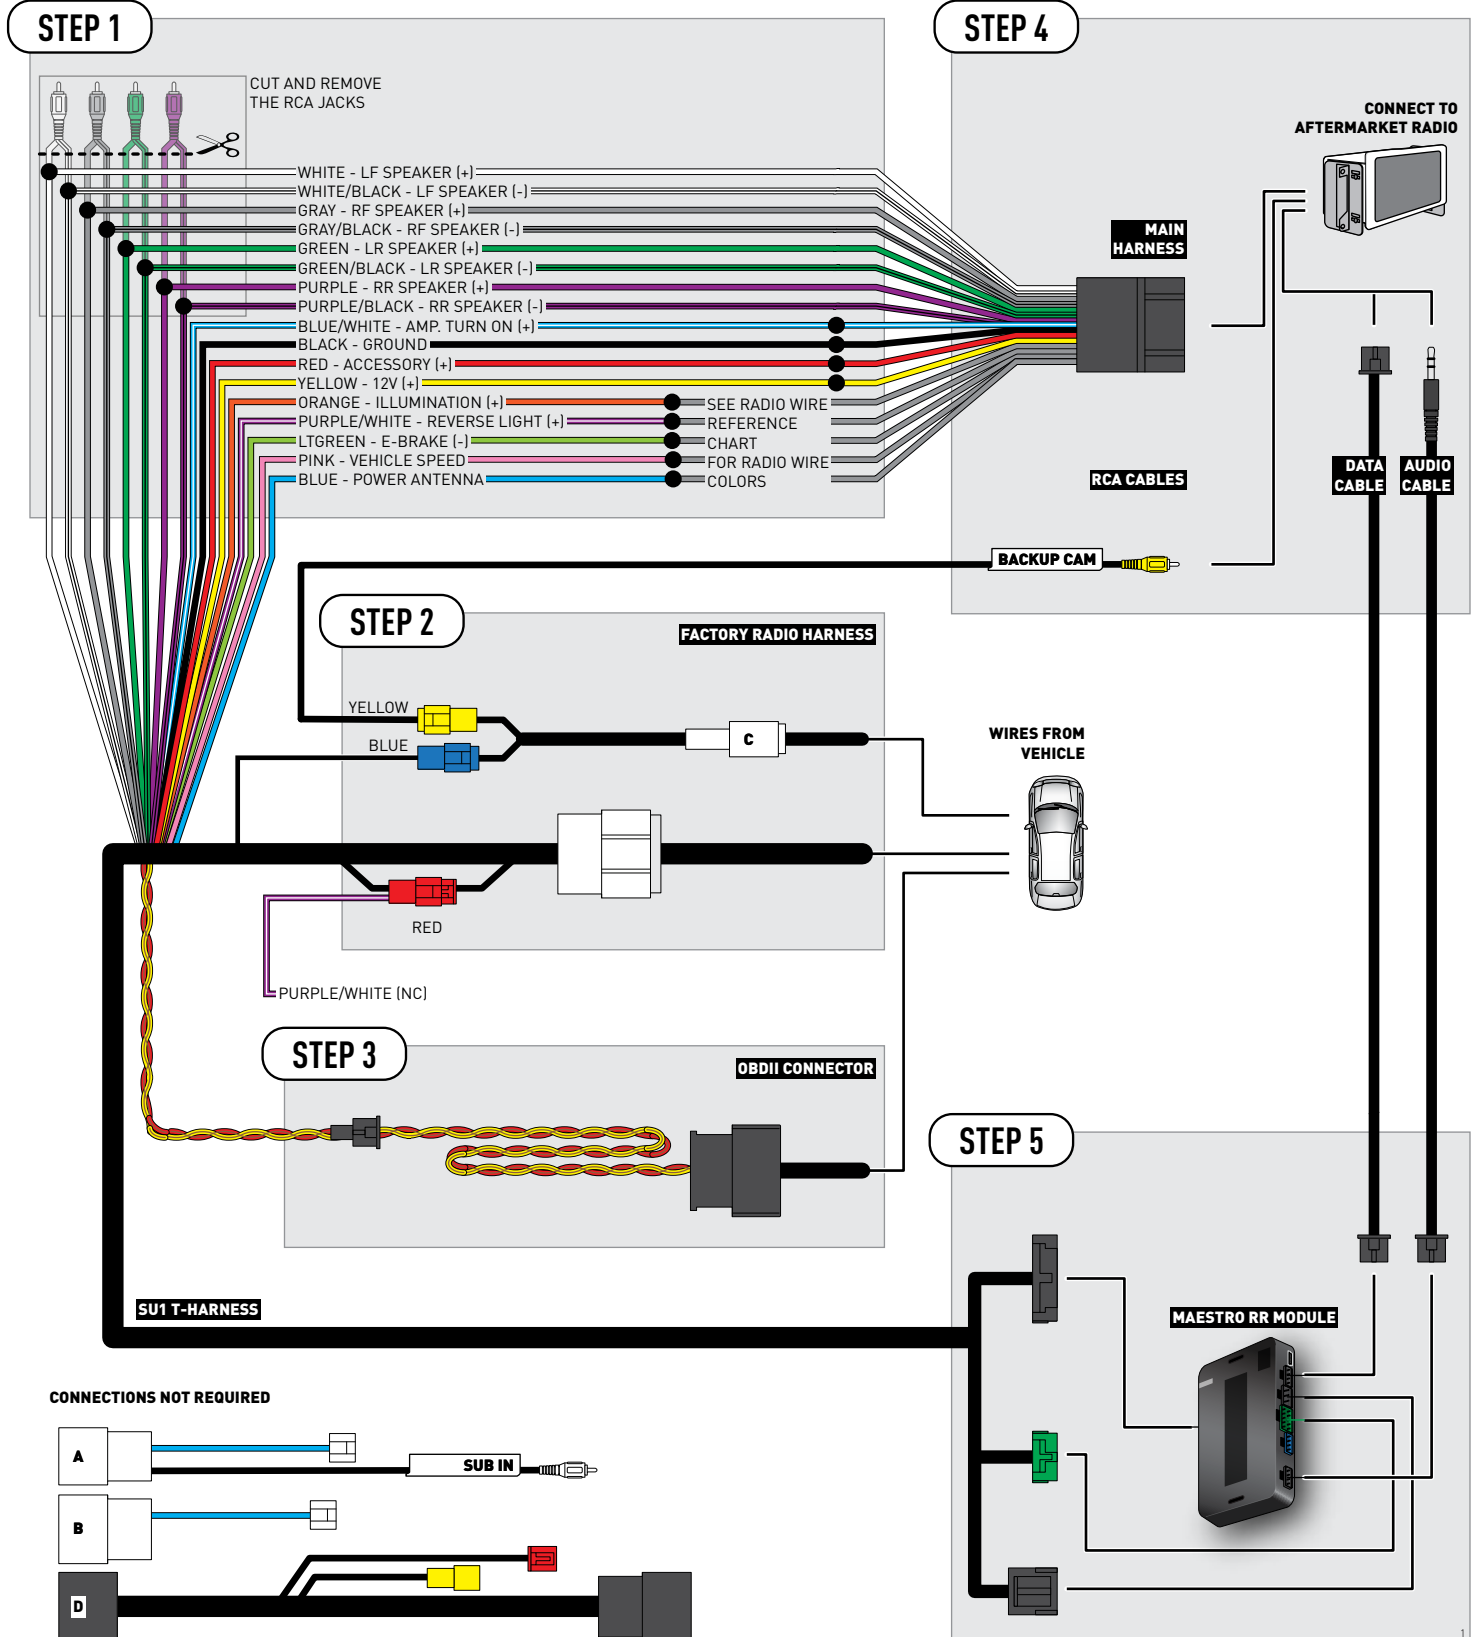 STEP 1
CUT AND REMOVE
THE RCA JACKS
WHITE - LF SPEAKER (+)
WHITE/BLACK - LF SPEAKER (-)
GRAY - RF SPEAKER (+)
GRAY/BLACK - RF SPEAKER (-)
GREEN - LR SPEAKER (+)
GREEN/BLACK - LR SPEAKER (-)
PURPLE - RR SPEAKER (+)
PURPLE/BLACK - RR SPEAKER (-)
BLUE/WHITE - AMP. TURN ON (+)
BLACK - GROUND
RED - ACCESSORY (+)
YELLOW - 12V (+)
ORANGE - ILLUMINATION (+)
PURPLE/WHITE - REVERSE LIGHT (+)
LTGREEN - E-BRAKE (-)
PINK - VEHICLE SPEED
BLUE - POWER ANTENNA
SEE RADIO WIRE
REFERENCE
CHART
FOR RADIO WIRE
COLORS
STEP 4
CONNECT TO
AFTERMARKET RADIO
MAIN
HARNESS
RCA CABLES
DATA
CABLE
AUDIO
CABLE
BACKUP CAM
STEP 2
FACTORY RADIO HARNESS
YELLOW
BLUE
C
WIRES FROM
VEHICLE
RED
PURPLE/WHITE (NC)
STEP 3
OBDII CONNECTOR
STEP 5
SU1 T-HARNESS
MAESTRO RR MODULE
CONNECTIONS NOT REQUIRED
A
SUB IN
B
D
1